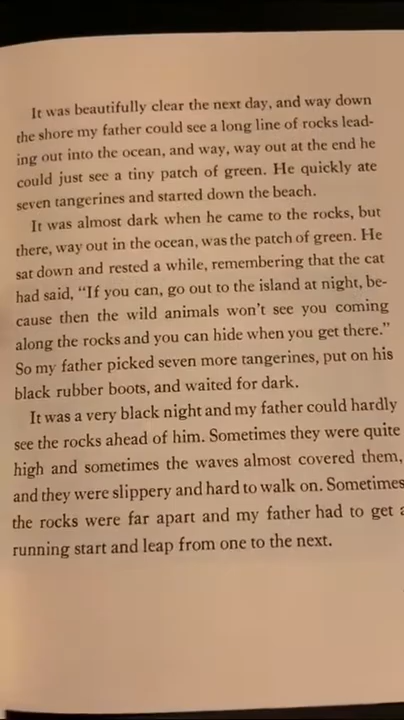 It was beautifully clear the next day, and way down
the shore my father could see a long line of rocks lead-
ing out into the ocean, and way, way out at the end he
could just see a tiny patch of green. He quickly ate
seven tangerines and started down the beach.
It was almost dark when he came to the rocks, but
there, way out in the ocean, was the patch of green. He
sat down and rested a while, remembering that the cat
had said, “If you can, go out to the island at night, be-
cause then the wild animals won’t see you coming
along the rocks and you can hide when you get there.”
So my father picked seven more tangerines, put on his
black rubber boots, and waited for dark.
It was a very black night and my father could hardly
see the rocks ahead of him. Sometimes they were quite
high and sometimes the waves almost covered them,
and they were slippery and hard to walk on. Sometimes
the rocks were far apart and my father had to get a
running start and leap from one to the next.